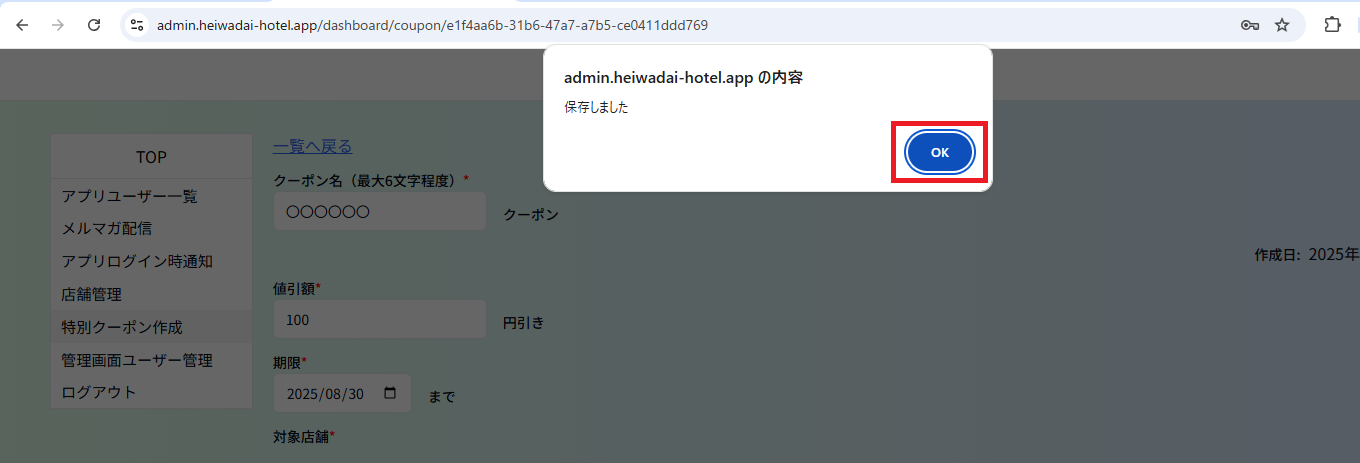 admin.heiwadai-hotel.app/dashboard/coupon/e1f4aa6b-31b6-47a7-a7b5-ce0411ddd769
admin.heiwadai-hotel.app の内容
保存しました
OK
TOP
アプリユーザー一覧
メルマガ配信
アプリログイン時通知
店舗管理
特別クーポン作成
管理画面ユーザー管理
ログアウト
一覧へ戻る
クーポン名（最大6文字程度）*
〇〇〇〇〇〇 クーポン
作成日: 2025年
値引額*
100 円引き
期限*
2025/08/30 まで
対象店舗*